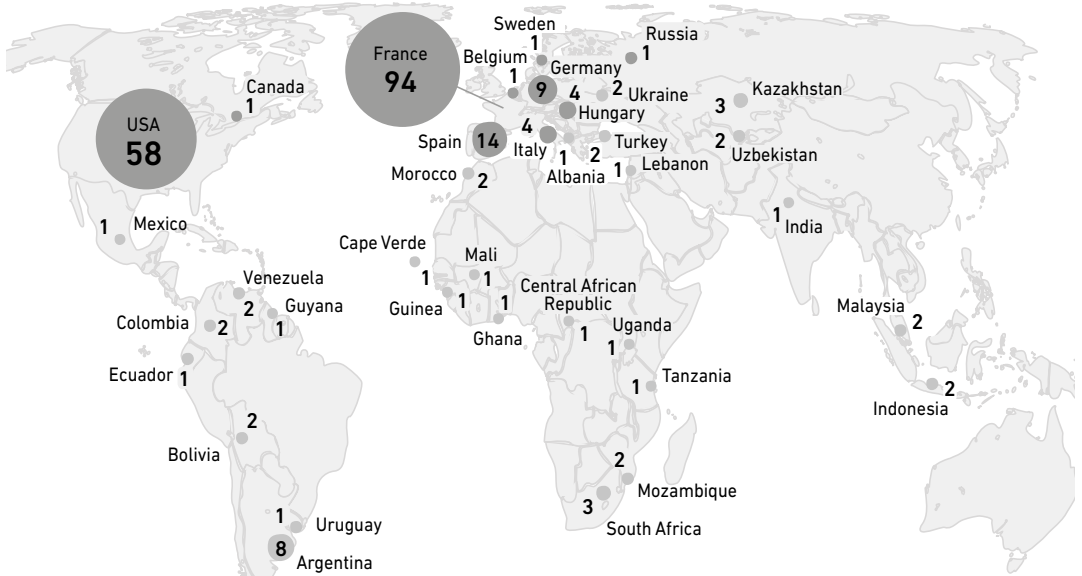 Sweden
1
Russia
1
France
94
Belgium
1
Germany
9
Canada
1
4
Hungary
2
Ukraine
3
Kazakhstan
USA
58
Spain
14
4
Italy
1
Albania
2
Turkey
2
Uzbekistan
Morocco
2
1
Lebanon
1
Mexico
1
India
Cape Verde
1
Mali
1
Venezuela
2
Guyana
1
Guinea
1
1
Ghana
Central African
Republic
1
Malaysia
2
Colombia
2
Uganda
1
Ecuador
1
Tanzania
1
2
Indonesia
2
Bolivia
2
Mozambique
3
South Africa
1
Uruguay
8
Argentina